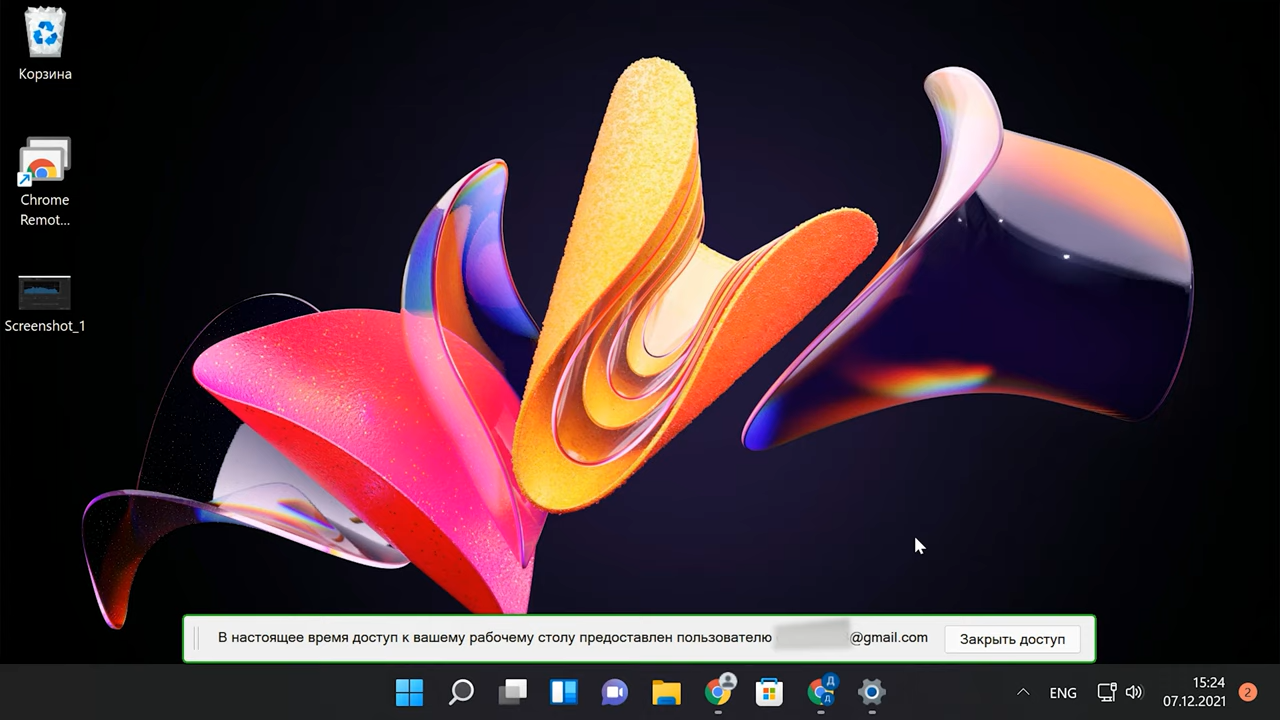 Корзина
Chrome
Remot...
Screenshot_1
В настоящее время доступ к вашему рабочему столу предоставлен пользователю @gmail.com
Закрыть доступ
Д
Д
ENG
15:24
07.12.2021
2